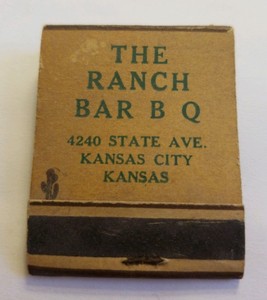 THE
RANCH
BAR B Q
4240 STATE AVE.
KANSAS CITY
KANSAS